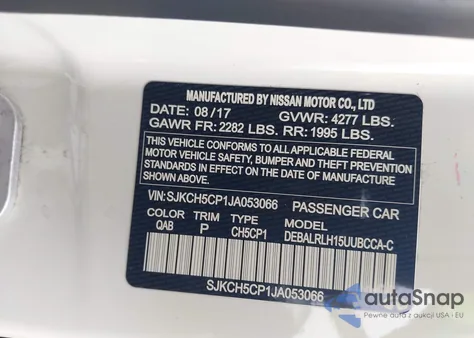 MANUFACTURED BY NISSAN MOTOR CO., LTD
DATE: 08/17 GVWR: 4277 LBS.
GAWR FR: 2282 LBS. RR: 1995 LBS.
THIS VEHICLE CONFORMS TO ALL APPLICABLE FEDERAL
MOTOR VEHICLE SAFETY, BUMPER AND THEFT PREVENTION
STANDARDS IN EFFECT ON THE DATE OF MANUFACTURE
SHOWN ABOVE.
VIN: SJKCH5CP1JA053066 PASSENGER CAR
COLOR TRIM TYPE MODEL
QAB P CH5CP1 DEBALRLH15UUBCCA-C
SJKCH5CP1JA053066
autaSnap
Pewne auta z aukcji USA i EU